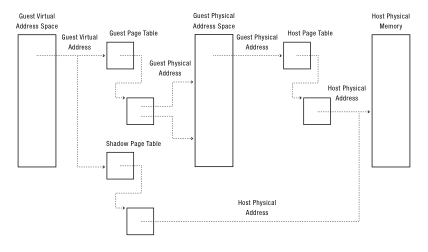 Guest Virtual
Address Space
Guest Page Table
Guest Physical
Address Space
Host Page Table
Host Physical
Memory
Guest Virtual
Address
Guest Physical
Address
Guest Physical
Address
Host Physical
Address
Shadow Page Table
Host Physical
Address